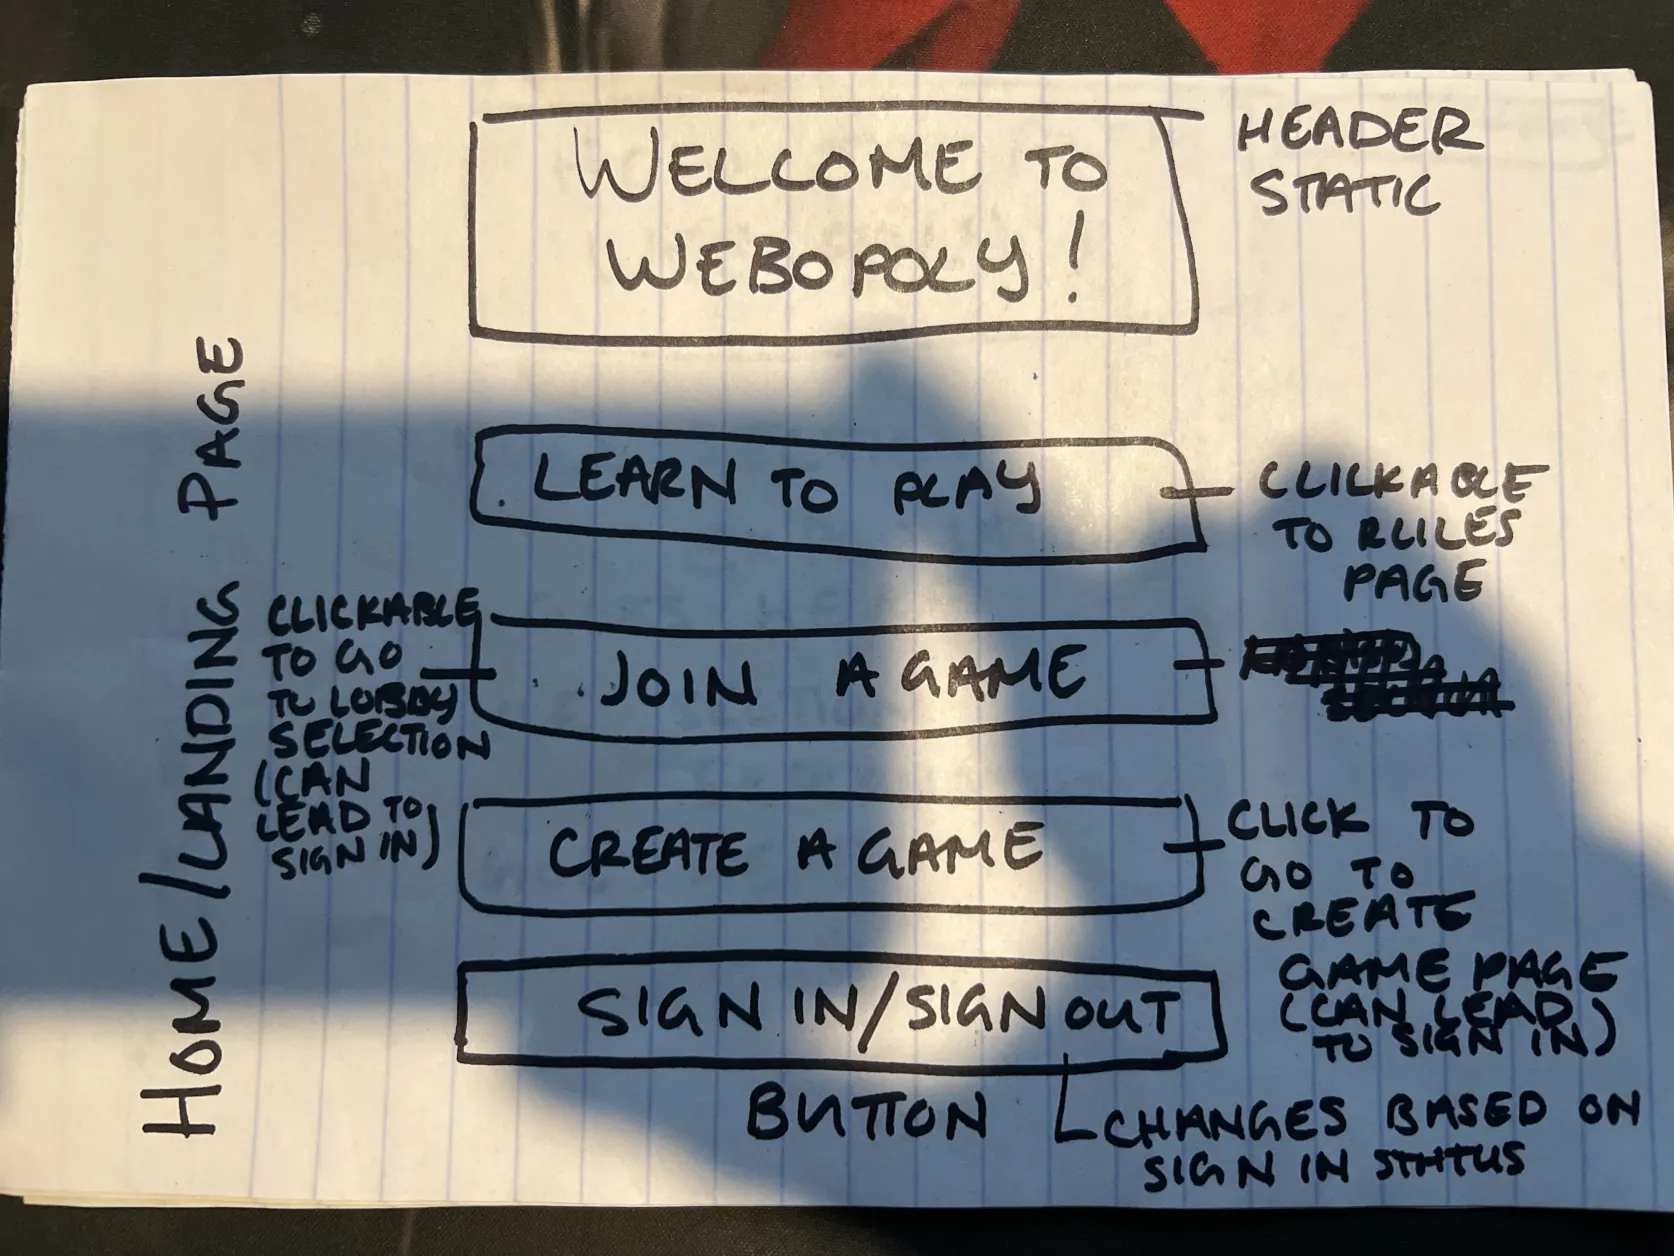 WELCOME TO
WEBOPOLY!
HEADER
STATIC
HOME/LANDING PAGE
LEARN TO PLAY
CLICKABLE
TO RULES
PAGE
CLICKABLE
TO GO
TO LOBBY
SELECTION
(CAN
LEAD TO
SIGN IN)
JOIN A GAME
CREATE A GAME
CLICK TO
GO TO
CREATE
GAME PAGE
(CAN LEAD
TO SIGN IN)
SIGN IN/SIGN OUT
BUTTON
CHANGES BASED ON
SIGN IN STATUS